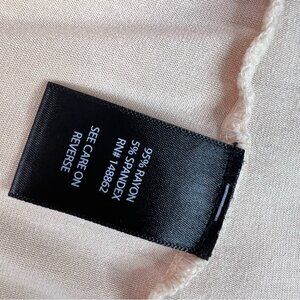 95% RAYON
5% SPANDEX
RN# 148862
SEE CARE ON
REVERSE